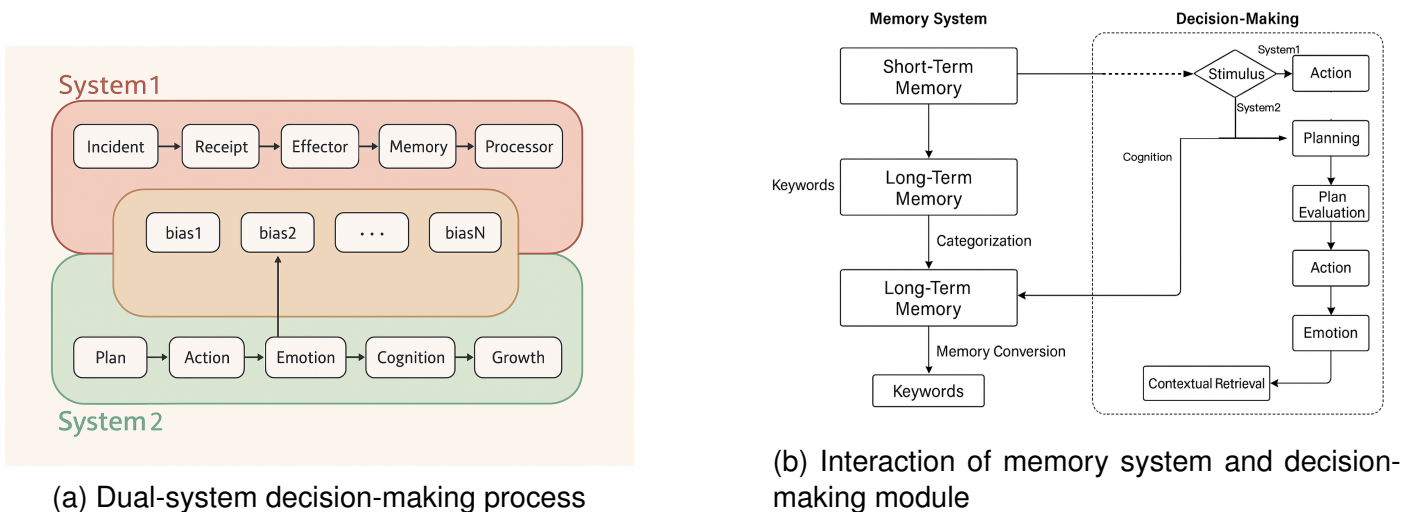 System1
Incident
Receipt
Effector
Memory
Processor
bias1
bias2
...
biasN
Plan
Action
Emotion
Cognition
Growth
System2
(a) Dual-system decision-making process
Memory System
Decision-Making
Short-Term
Memory
Stimulus
System1
Action
System2
Keywords
Long-Term
Memory
Cognition
Planning
Plan
Evaluation
Categorization
Long-Term
Memory
Action
Memory Conversion
Emotion
Keywords
Contextual Retrieval
(b) Interaction of memory system and decision-
making module